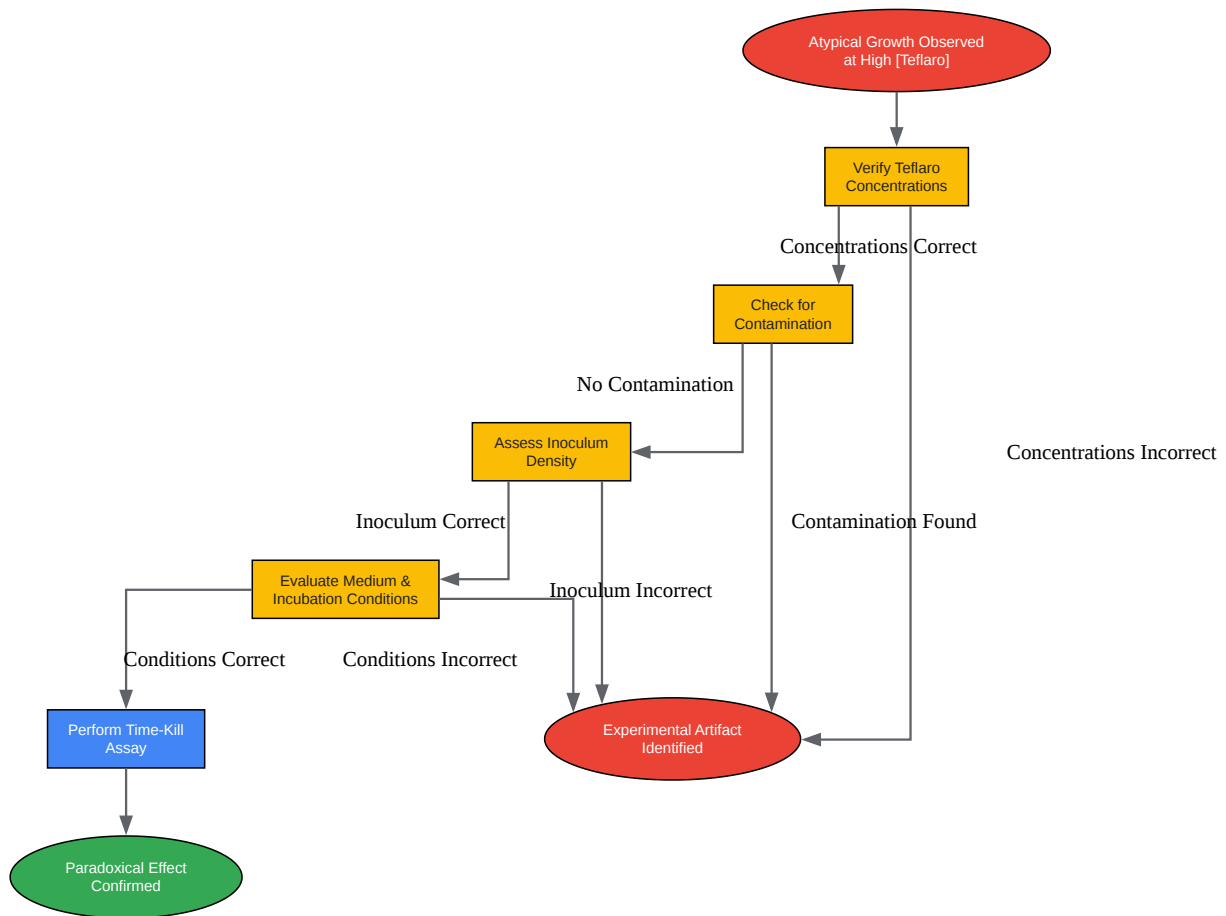 Atypical Growth Observed
at High [Teflaro]
Verify Teflaro
Concentrations
Concentrations Correct
Check for
Contamination
No Contamination
Assess Inoculum
Density
Concentrations Incorrect
Inoculum Correct
Contamination Found
Evaluate Medium &
Incubation Conditions
Inoculum Incorrect
Conditions Correct
Conditions Incorrect
Perform Time-Kill
Assay
Experimental Artifact
Identified
Paradoxical Effect
Confirmed